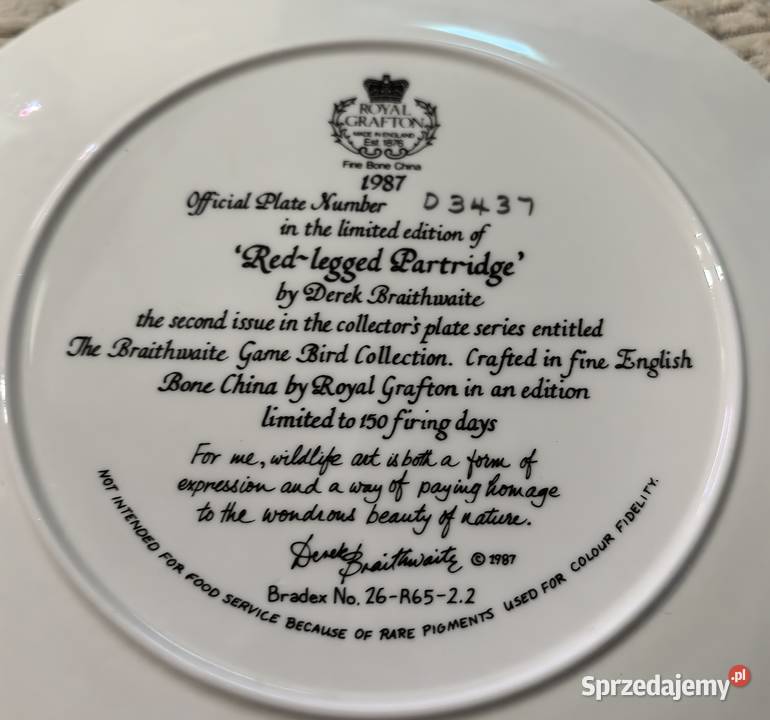 ROYAL
GRAFTON
MADE IN ENGLAND
Est 1876
Fine Bone China
1987
Official Plate Number D3437
in the limited edition of
‘Red~legged Partridge’
by Derek Braithwaite
the second issue in the collector's plate series entitled
The Braithwaite Game Bird Collection. Crafted in fine English
Bone China by Royal Grafton in an edition
limited to 150 firing days
For me, wildlife art is both a form of
expression and a way of paying homage
to the wondrous beauty of nature.
Derek Braithwaite © 1987
Bradex No. 26-R65-2.2
NOT INTENDED FOR FOOD SERVICE BECAUSE OF RARE PIGMENTS USED FOR COLOUR FIDELITY.
Sprzedajemy.pl